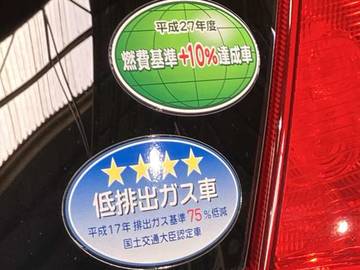 平成27年度
燃費基準+10%達成車
低排出ガス車
平成17年排出ガス基準75%低減
国土交通大臣認定車